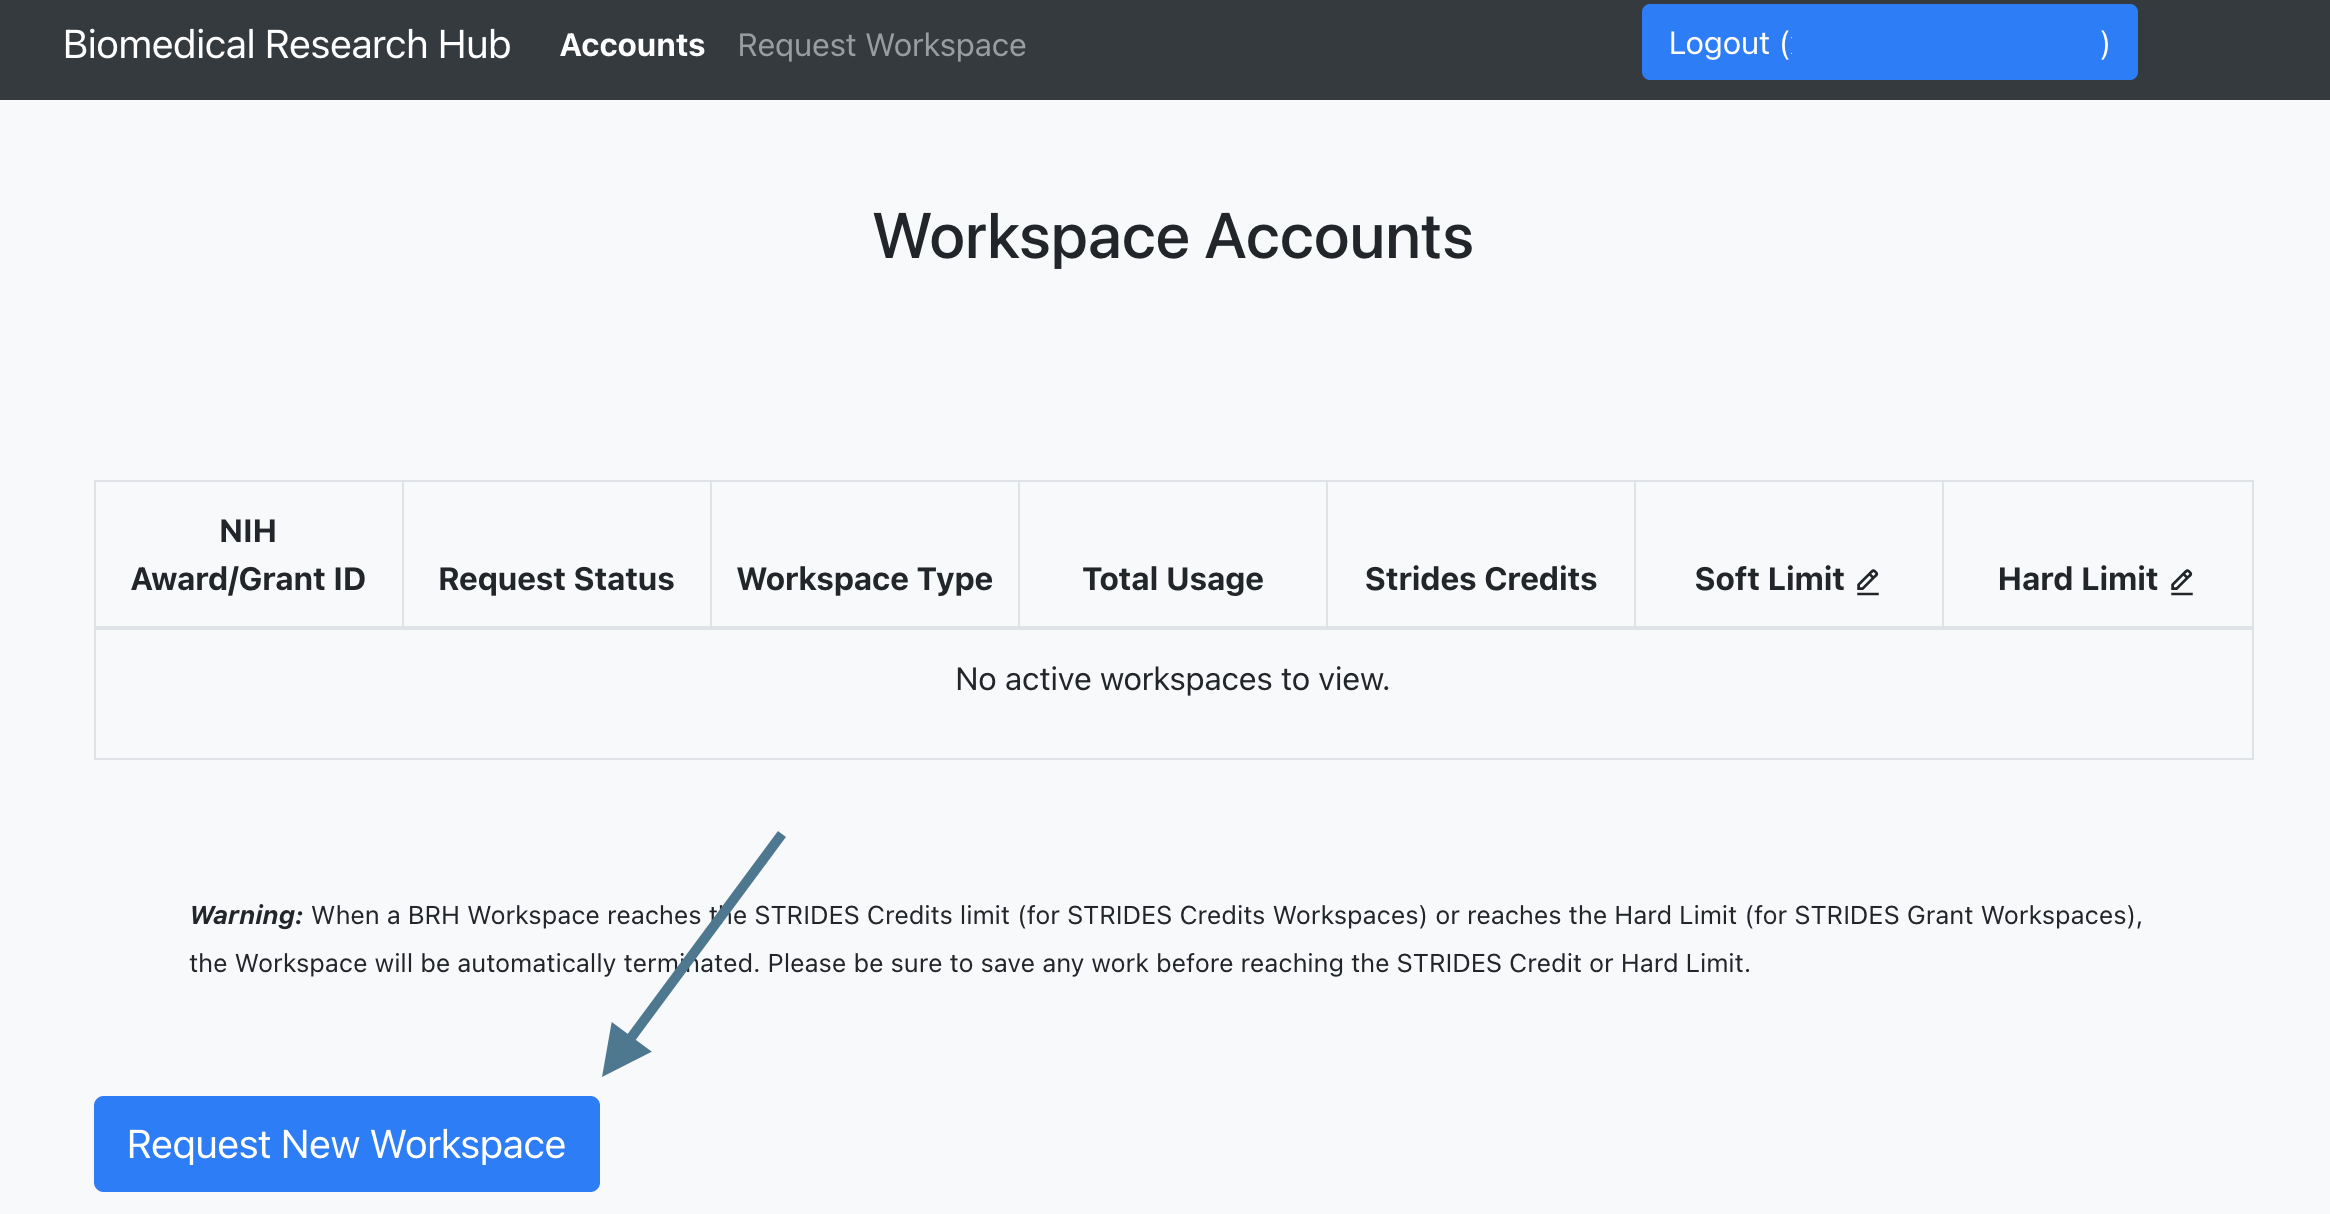 Biomedical Research Hub Accounts Request Workspace Logout ( )
Workspace Accounts
NIH
Award/Grant ID Request Status Workspace Type Total Usage Strides Credits Soft Limit Hard Limit
No active workspaces to view.
Warning: When a BRH Workspace reaches the STRIDES Credits limit (for STRIDES Credits Workspaces) or reaches the Hard Limit (for STRIDES Grant Workspaces),
the Workspace will be automatically terminated. Please be sure to save any work before reaching the STRIDES Credit or Hard Limit.
Request New Workspace